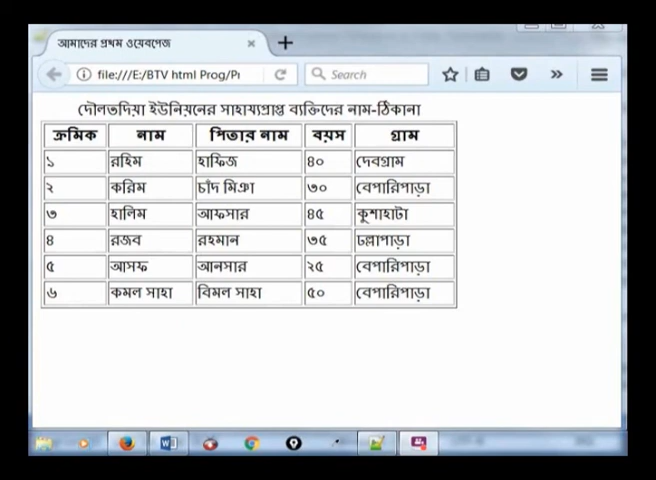 আমাদের প্রথম ওয়েবপেজ
file:///E:/BTV html Prog/Pr
Search
দৌলতদিয়া ইউনিয়নের সাহায্যপ্রাপ্ত ব্যক্তিদের নাম-ঠিকানা
ক্রমিক নাম পিতার নাম বয়স গ্রাম
১ রহিম হাফিজ ৪০ দেবগ্রাম
২ করিম চাঁদ মিঞা ৩০ বেপারিপাড়া
৩ হালিম আফসার ৪৫ কুশাহাটা
৪ রজব রহমান ৩৫ ঢল্লাপাড়া
৫ আসফ আনসার ২৫ বেপারিপাড়া
৬ কমল সাহা বিমল সাহা ৫০ বেপারিপাড়া